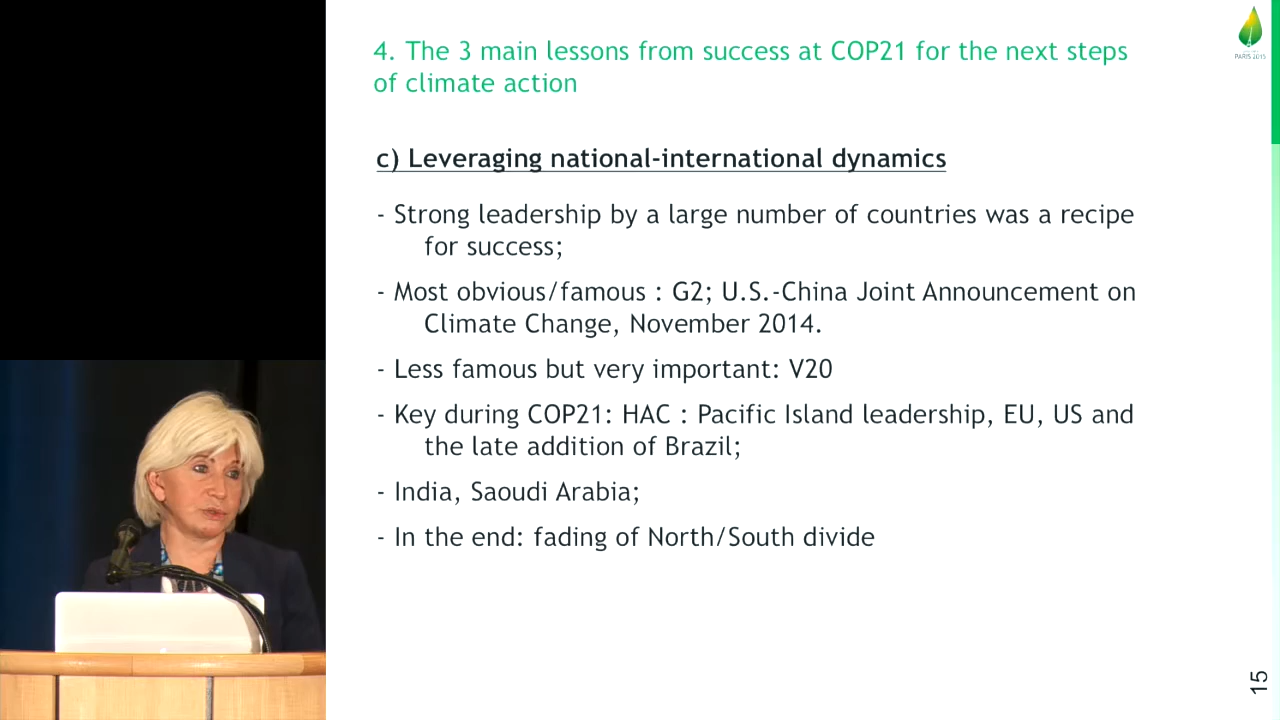 4. The 3 main lessons from success at COP21 for the next steps
of climate action
c) Leveraging national-international dynamics
- Strong leadership by a large number of countries was a recipe
for success;
- Most obvious/famous : G2; U.S.-China Joint Announcement on
Climate Change, November 2014.
- Less famous but very important: V20
- Key during COP21: HAC : Pacific Island leadership, EU, US and
the late addition of Brazil;
- India, Saoudi Arabia;
- In the end: fading of North/South divide
PARIS 2015
15